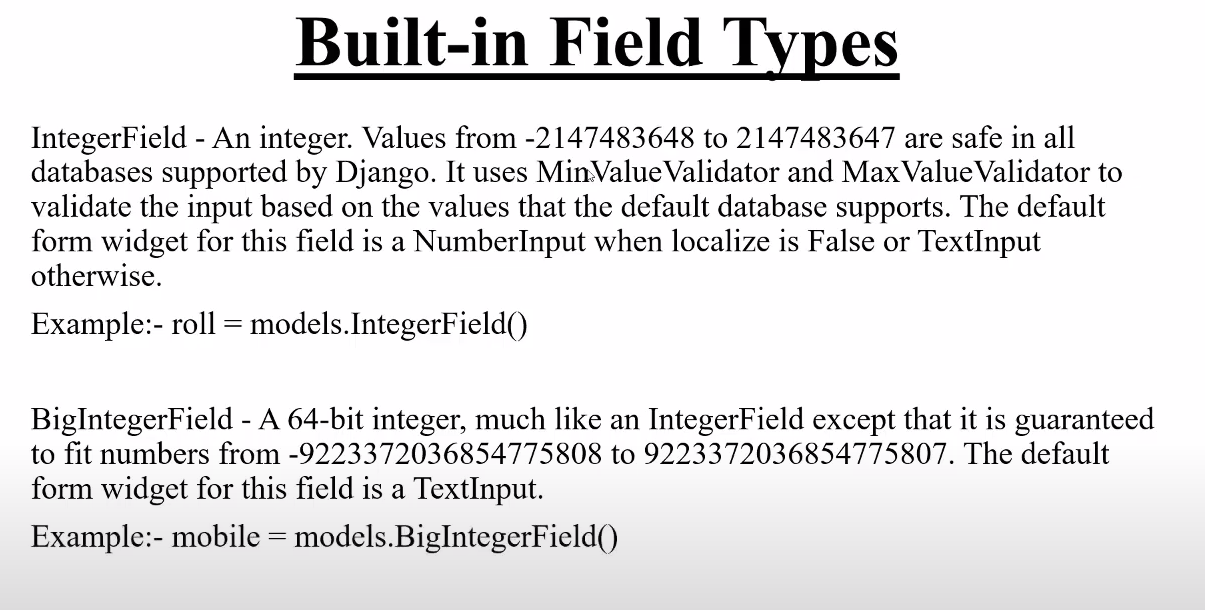 Built-in Field Types
IntegerField - An integer. Values from -2147483648 to 2147483647 are safe in all
databases supported by Django. It uses MinValueValidator and MaxValueValidator to
validate the input based on the values that the default database supports. The default
form widget for this field is a NumberInput when localize is False or TextInput
otherwise.
Example:- roll = models.IntegerField()
BigIntegerField - A 64-bit integer, much like an IntegerField except that it is guaranteed
to fit numbers from -9223372036854775808 to 9223372036854775807. The default
form widget for this field is a TextInput.
Example:- mobile = models.BigIntegerField()